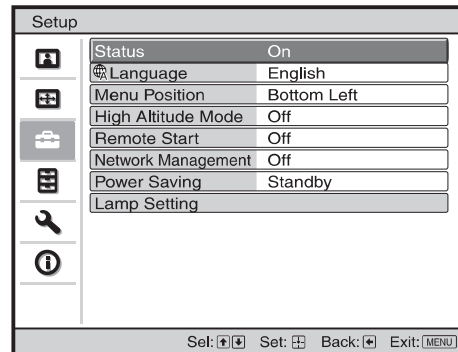 Setup
Status On
Language English
Menu Position Bottom Left
High Altitude Mode Off
Remote Start Off
Network Management Off
Power Saving Standby
Lamp Setting
Sel: Set: Back: Exit: MENU